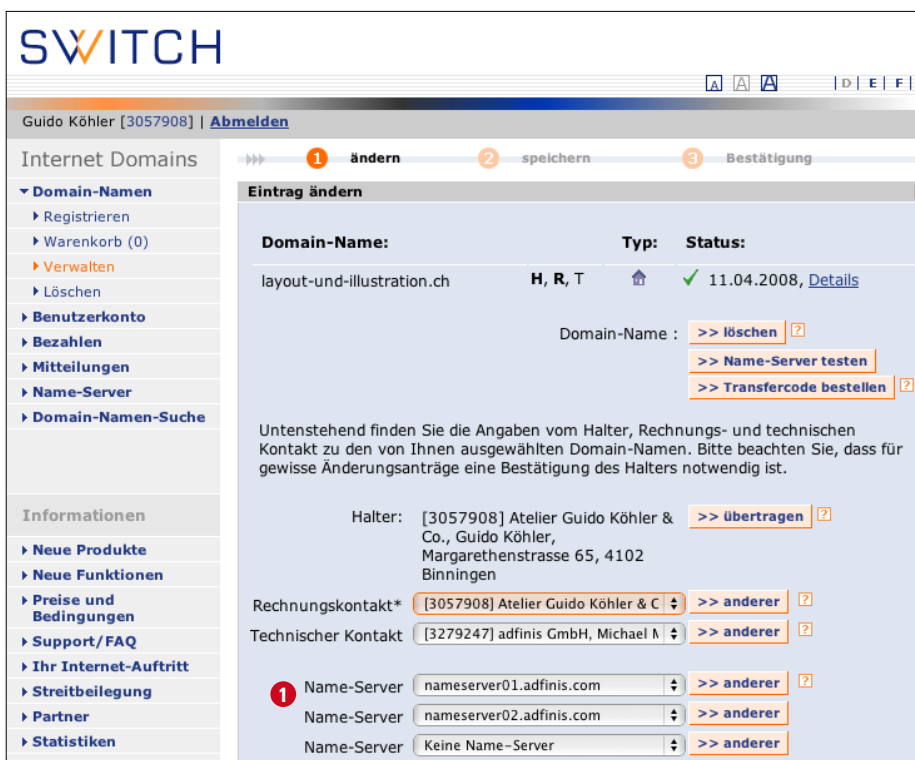 SWITCH
A A A | D | E | F |
Guido Köhler [3057908] | Abmelden
Internet Domains
Domain-Namen
Registrieren
Warenkorb (0)
Verwalten
Löschen
Benutzerkonto
Bezahlen
Mitteilungen
Name-Server
Domain-Namen-Suche
Informationen
Neue Produkte
Neue Funktionen
Preise und
Bedingungen
Support/FAQ
Ihr Internet-Auftritt
Streitbeilegung
Partner
Statistiken
1 ändern 2 speichern 3 Bestätigung
Eintrag ändern
Domain-Name: Typ: Status:
layout-und-illustration.ch H, R, T 11.04.2008, Details
Domain-Name : >> löschen ?
>> Name-Server testen
>> Transfercode bestellen ?
Untenstehend finden Sie die Angaben vom Halter, Rechnungs- und technischen
Kontakt zu den von Ihnen ausgewählten Domain-Namen. Bitte beachten Sie, dass für
gewisse Änderungsanträge eine Bestätigung des Halters notwendig ist.
Halter: [3057908] Atelier Guido Köhler & >> übertragen ?
Co., Guido Köhler,
Margarethenstrasse 65, 4102
Binningen
Rechnungskontakt* [3057908] Atelier Guido Köhler & C >> anderer ?
Technischer Kontakt [3279247] adfinis GmbH, Michael >> anderer ?
1 Name-Server nameserver01.adfinis.com >> anderer ?
Name-Server nameserver02.adfinis.com >> anderer
Name-Server Keine Name-Server >> anderer